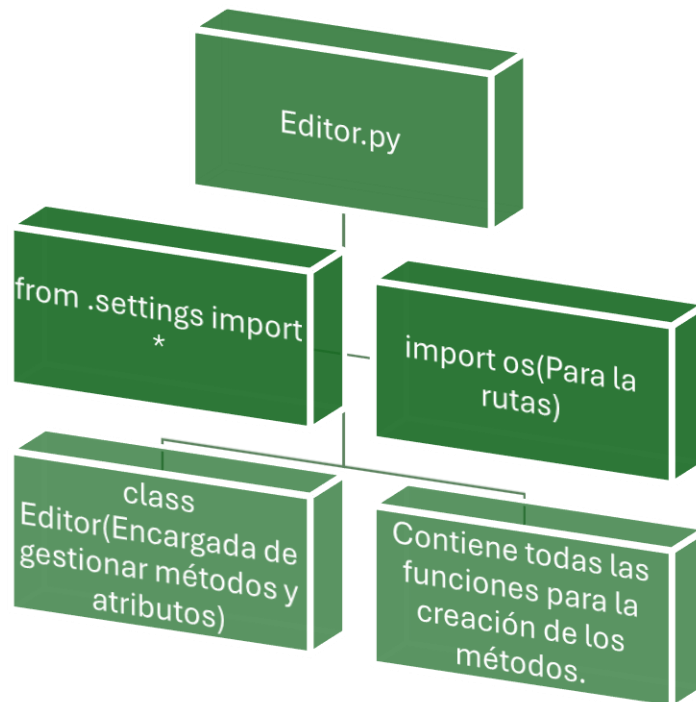 Editor.py
from .settings import
*
import os(Para la
rutas)
class
Editor(Encargada de
gestionar métodos y
atributos)
Contiene todas las
funciones para la
creación de los
métodos.